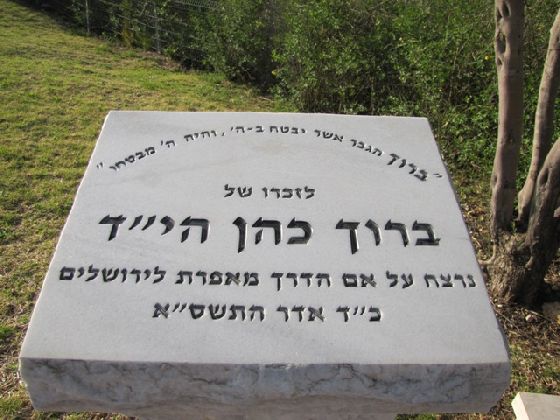 "ברוך הגבר אשר יבטח ב-ה', והיה ה' מבטחו"
לזכרו של
ברוך כהן הי"ד
נרצח על אם הדרך מאפרת לירושלים
כ"ד אדר התשס"א